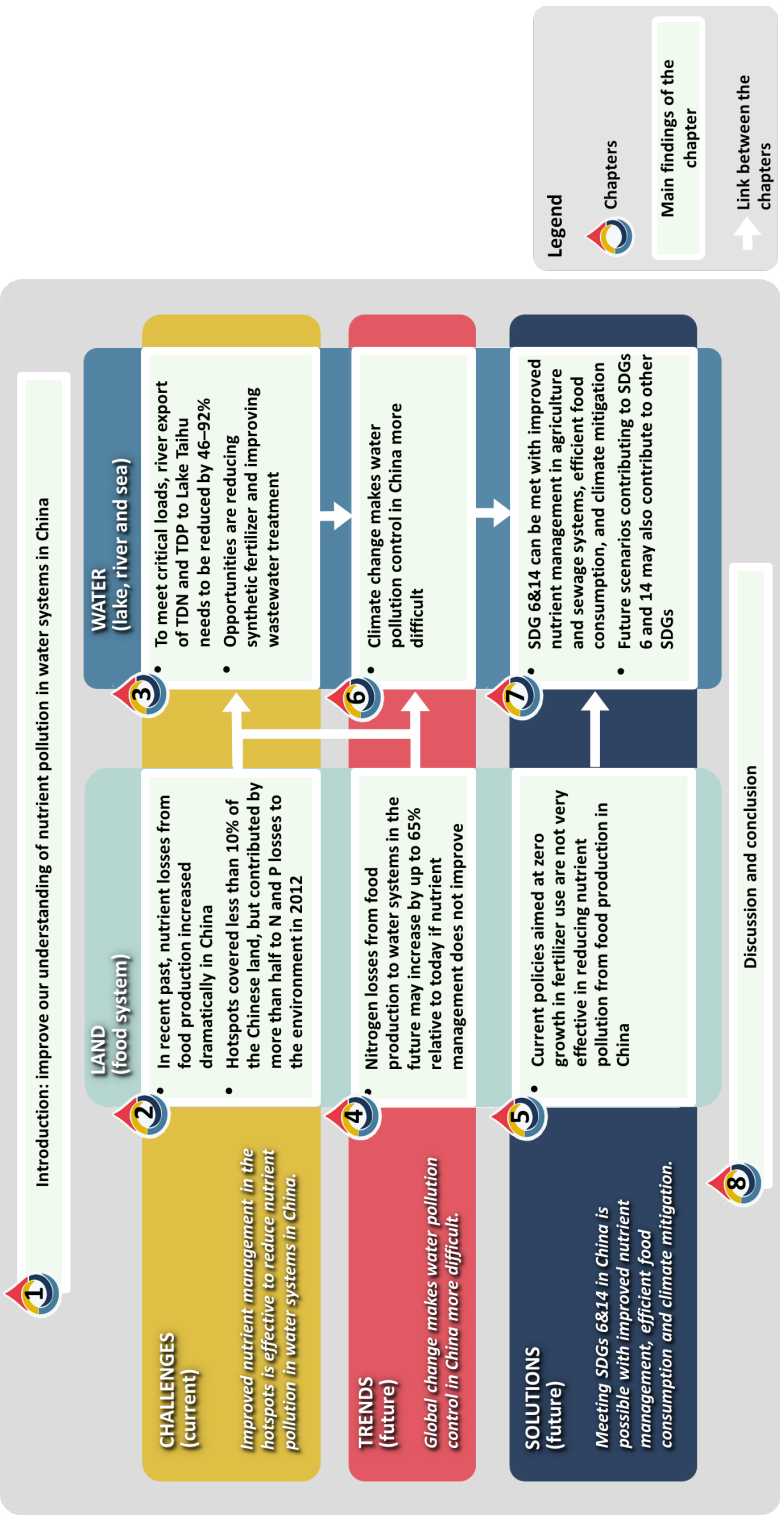 1
Introduction: improve our understanding of nutrient pollution in water systems in China
LAND
(food system)
WATER
(lake, river and sea)
CHALLENGES
(current)
Improved nutrient management in the
hotspots is effective to reduce nutrient
pollution in water systems in China.
2
• In recent past, nutrient losses from
food production increased
dramatically in China
• Hotspots covered less than 10% of
the Chinese land, but contributed by
more than half to N and P losses to
the environment in 2012
3
• To meet critical loads, river export
of TDN and TDP to Lake Taihu
needs to be reduced by 46–92%
• Opportunities are reducing
synthetic fertilizer and improving
wastewater treatment
TRENDS
(future)
Global change makes water pollution
control in China more difficult.
4
• Nitrogen losses from food
production to water systems in the
future may increase by up to 65%
relative to today if nutrient
management does not improve
6
• Climate change makes water
pollution control in China more
difficult
SOLUTIONS
(future)
Meeting SDGs 6&14 in China is
possible with improved nutrient
management, efficient food
consumption and climate mitigation.
5
• Current policies aimed at zero
growth in fertilizer use are not very
effective in reducing nutrient
pollution from food production in
China
7
• SDG 6&14 can be met with improved
nutrient management in agriculture
and sewage systems, efficient food
consumption, and climate mitigation
• Future scenarios contributing to SDGs
6 and 14 may also contribute to other
SDGs
8
Discussion and conclusion
Legend
Chapters
Main findings of the
chapter
Link between the
chapters